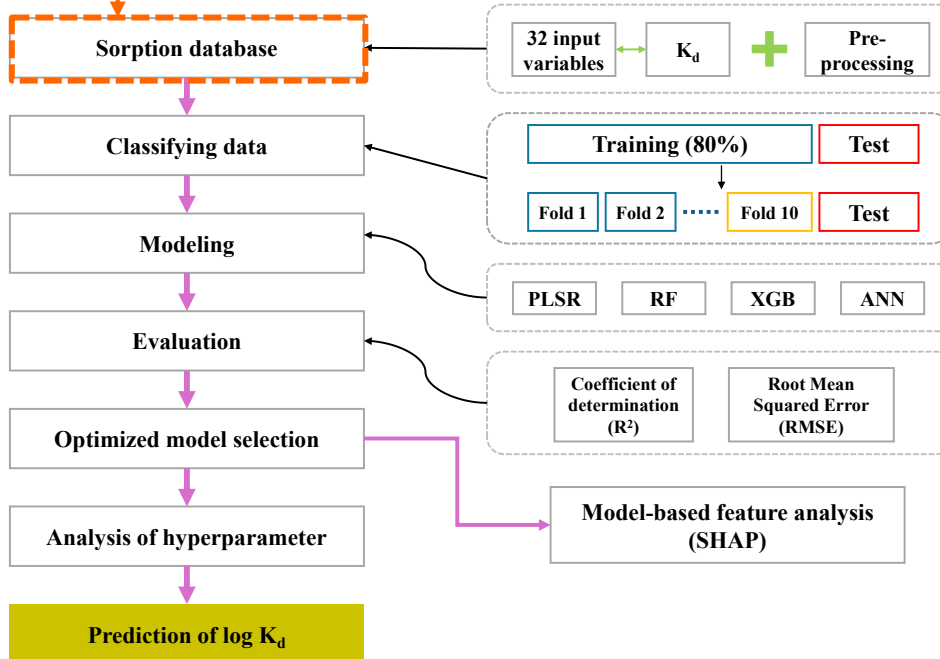 Sorption database
32 input
variables
K_d
Pre-
processing
Classifying data
Training (80%)
Test
Fold 1
Fold 2
Fold 10
Test
Modeling
PLSR
RF
XGB
ANN
Evaluation
Coefficient of
determination
(R²)
Root Mean
Squared Error
(RMSE)
Optimized model selection
Model-based feature analysis
(SHAP)
Analysis of hyperparameter
Prediction of log K_d